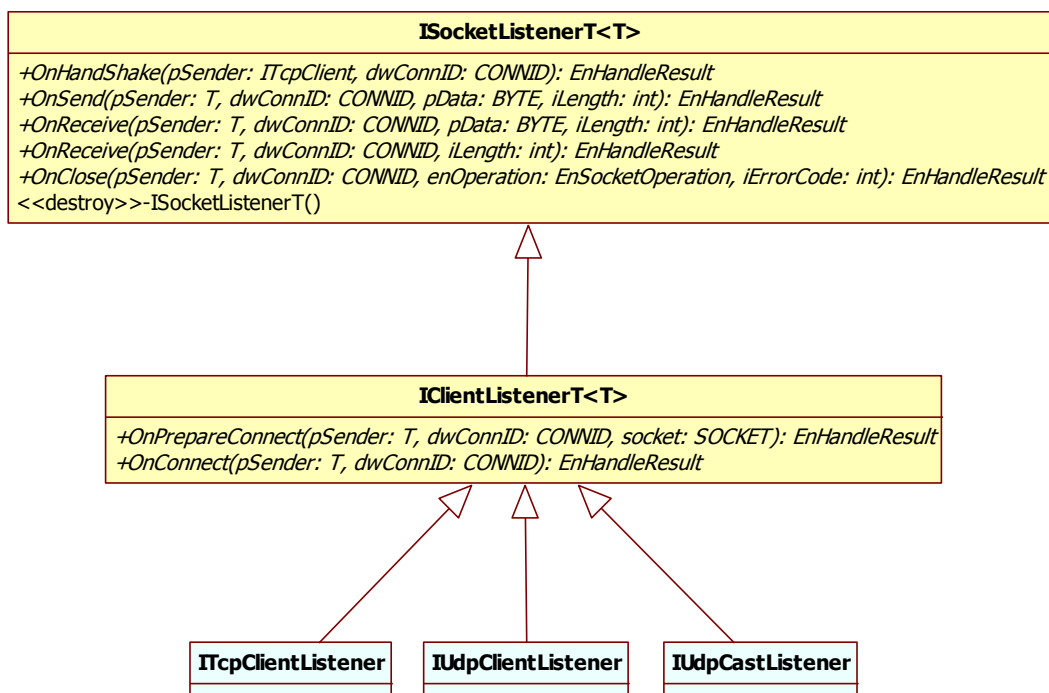 ISocketListenerT<T>
+OnHandShake(pSender: ITcpClient, dwConnID: CONNID): EnHandleResult
+OnSend(pSender: T, dwConnID: CONNID, pData: BYTE, iLength: int): EnHandleResult
+OnReceive(pSender: T, dwConnID: CONNID, pData: BYTE, iLength: int): EnHandleResult
+OnReceive(pSender: T, dwConnID: CONNID, iLength: int): EnHandleResult
+OnClose(pSender: T, dwConnID: CONNID, enOperation: EnSocketOperation, iErrorCode: int): EnHandleResult
<<destroy>>-ISocketListenerT()
IClientListenerT<T>
+OnPrepareConnect(pSender: T, dwConnID: CONNID, socket: SOCKET): EnHandleResult
+OnConnect(pSender: T, dwConnID: CONNID): EnHandleResult
ITcpClientListener IUdpClientListener IUdpCastListener